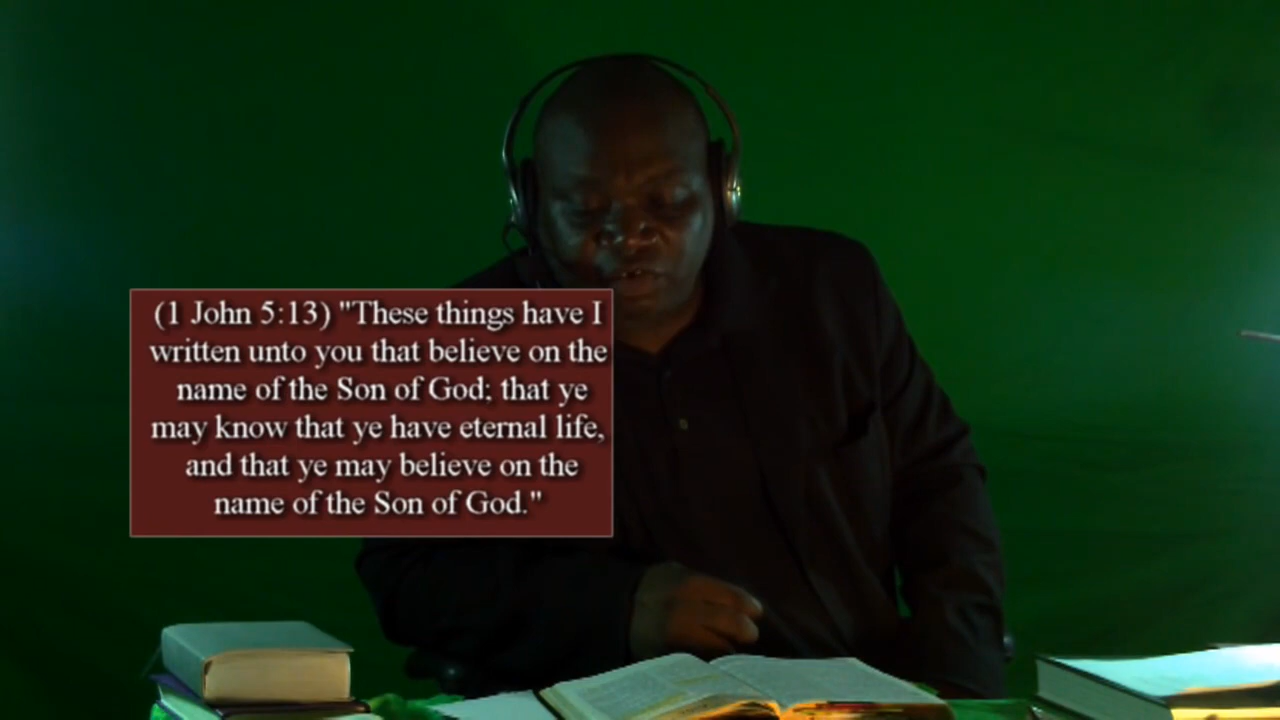 (1 John 5:13) "These things have I
written unto you that believe on the
name of the Son of God; that ye
may know that ye have eternal life,
and that ye may believe on the
name of the Son of God."